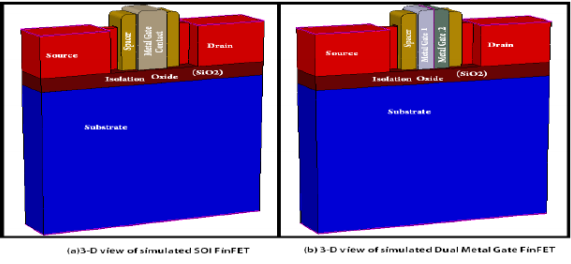 Source
Spacer
Metal Gate
Contact
Drain
Isolation Oxide (SiO2)
Substrate
(a)3-D view of simulated SOI FinFET
Source
Spacer
Metal Gate 1
Metal Gate 2
Drain
Isolation Oxide (SiO2)
Substrate
(b) 3-D view of simulated Dual Metal Gate FinFET